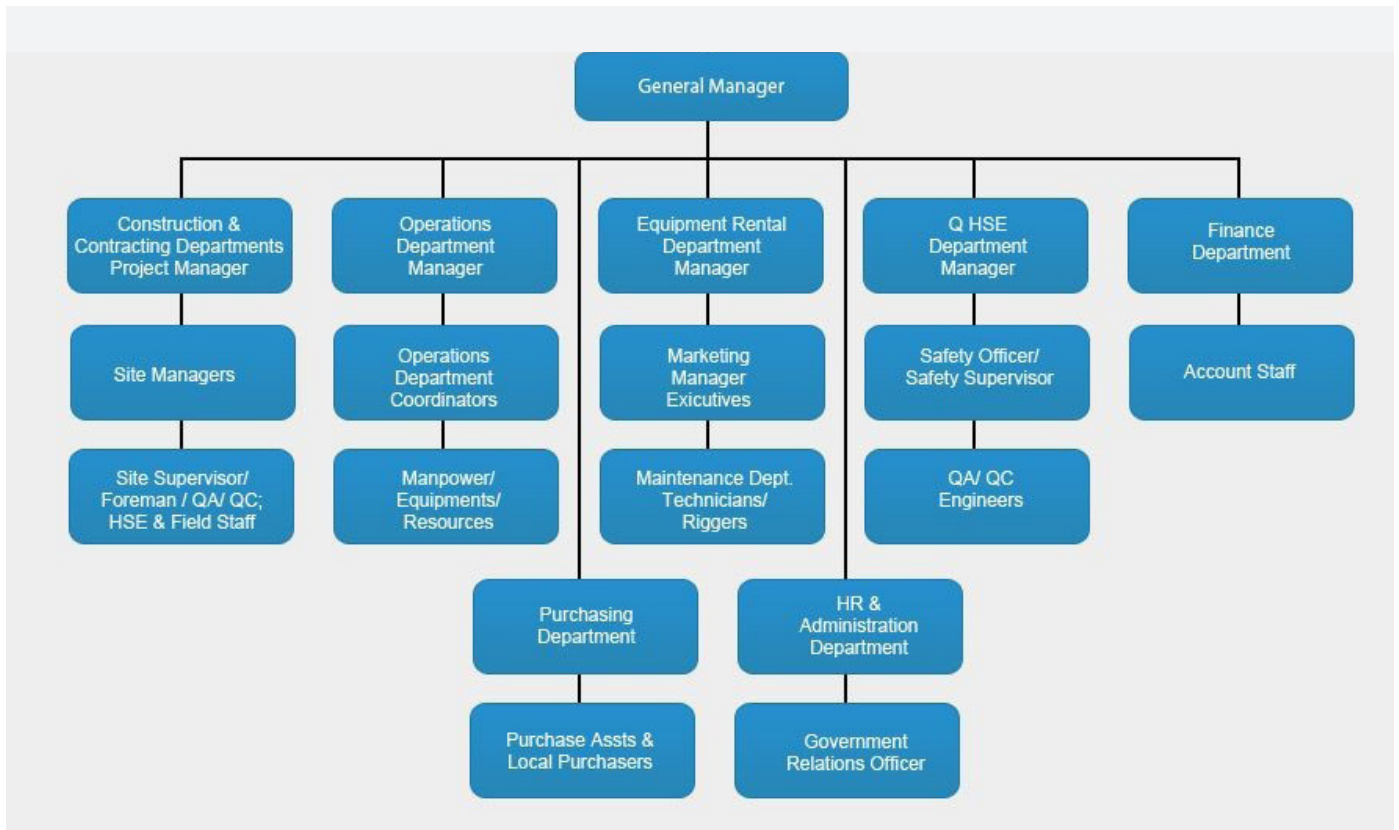 General Manager
Construction &
Contracting Departments
Project Manager
Operations
Department
Manager
Equipment Rental
Department
Manager
Q HSE
Department
Manager
Finance
Department
Site Managers
Operations
Department
Coordinators
Marketing
Manager
Exicutives
Safety Officer/
Safety Supervisor
Account Staff
Site Supervisor/
Foreman / QA/ QC;
HSE & Field Staff
Manpower/
Equipments/
Resources
Maintenance Dept.
Technicians/
Riggers
QA/ QC
Engineers
Purchasing
Department
HR &
Administration
Department
Purchase Assts &
Local Purchasers
Government
Relations Officer